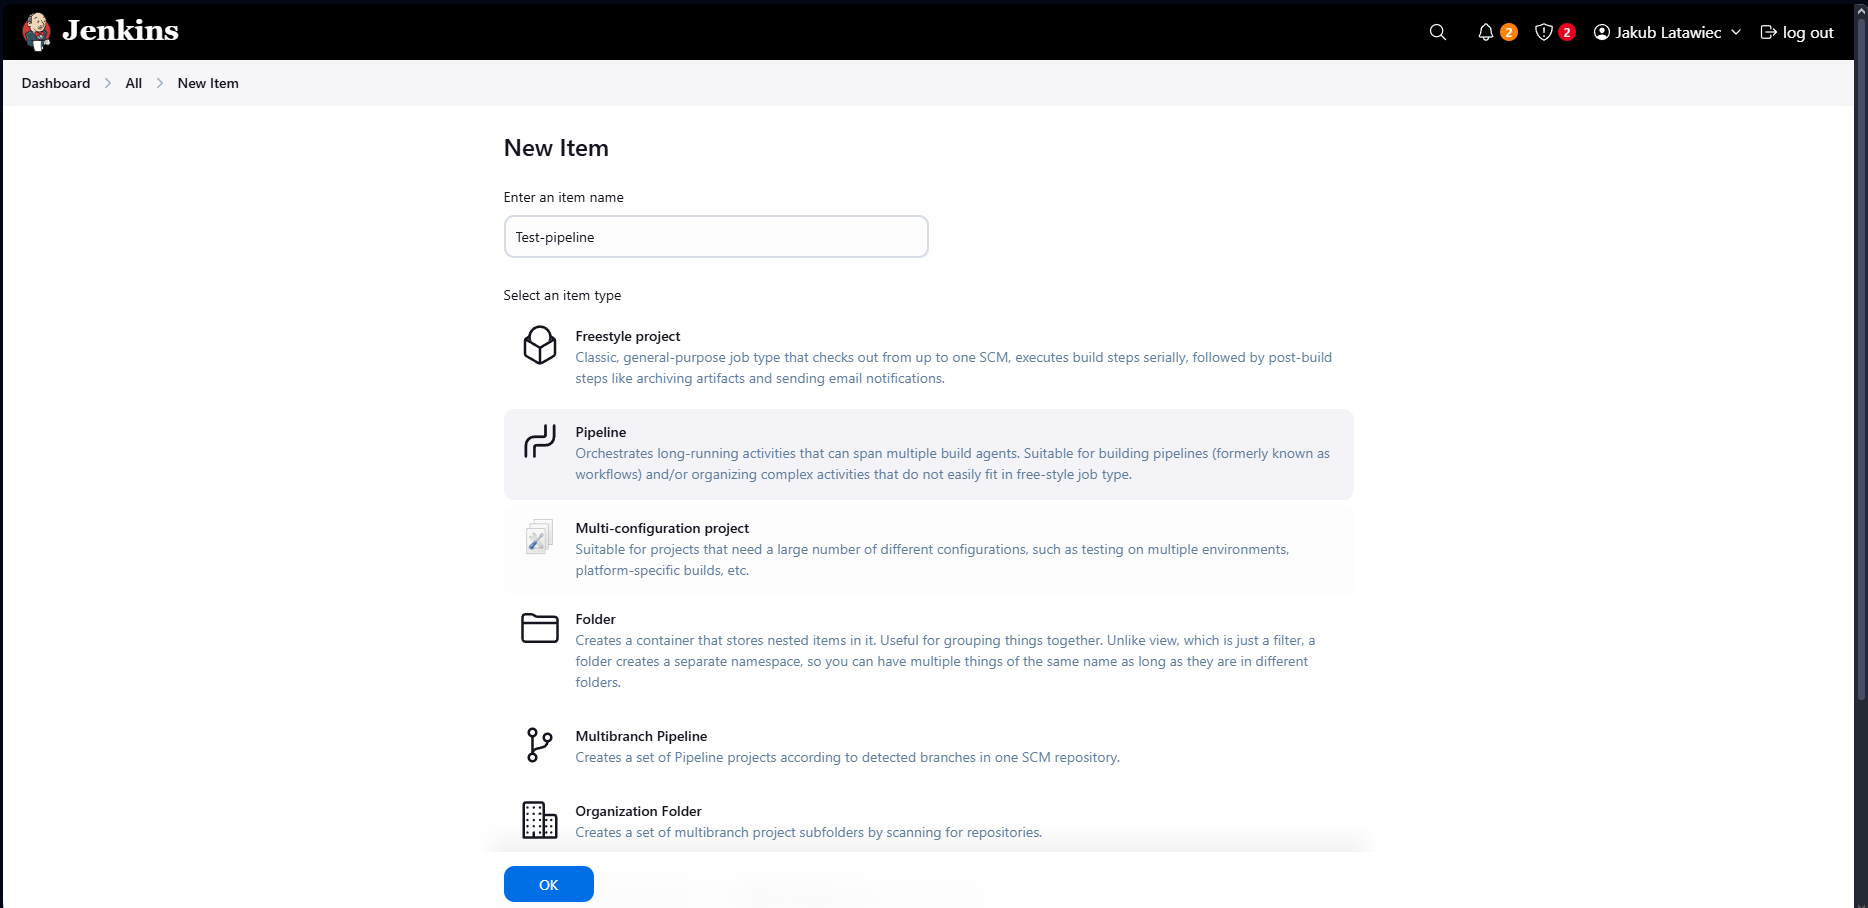 Jenkins
2
2
Jakub Latawiec
log out
Dashboard
All
New Item
New Item
Enter an item name
Test-pipeline
Select an item type
Freestyle project
Classic, general-purpose job type that checks out from up to one SCM, executes build steps serially, followed by post-build
steps like archiving artifacts and sending email notifications.
Pipeline
Orchestrates long-running activities that can span multiple build agents. Suitable for building pipelines (formerly known as
workflows) and/or organizing complex activities that do not easily fit in free-style job type.
Multi-configuration project
Suitable for projects that need a large number of different configurations, such as testing on multiple environments,
platform-specific builds, etc.
Folder
Creates a container that stores nested items in it. Useful for grouping things together. Unlike view, which is just a filter, a
folder creates a separate namespace, so you can have multiple things of the same name as long as they are in different
folders.
Multibranch Pipeline
Creates a set of Pipeline projects according to detected branches in one SCM repository.
Organization Folder
Creates a set of multibranch project subfolders by scanning for repositories.
OK